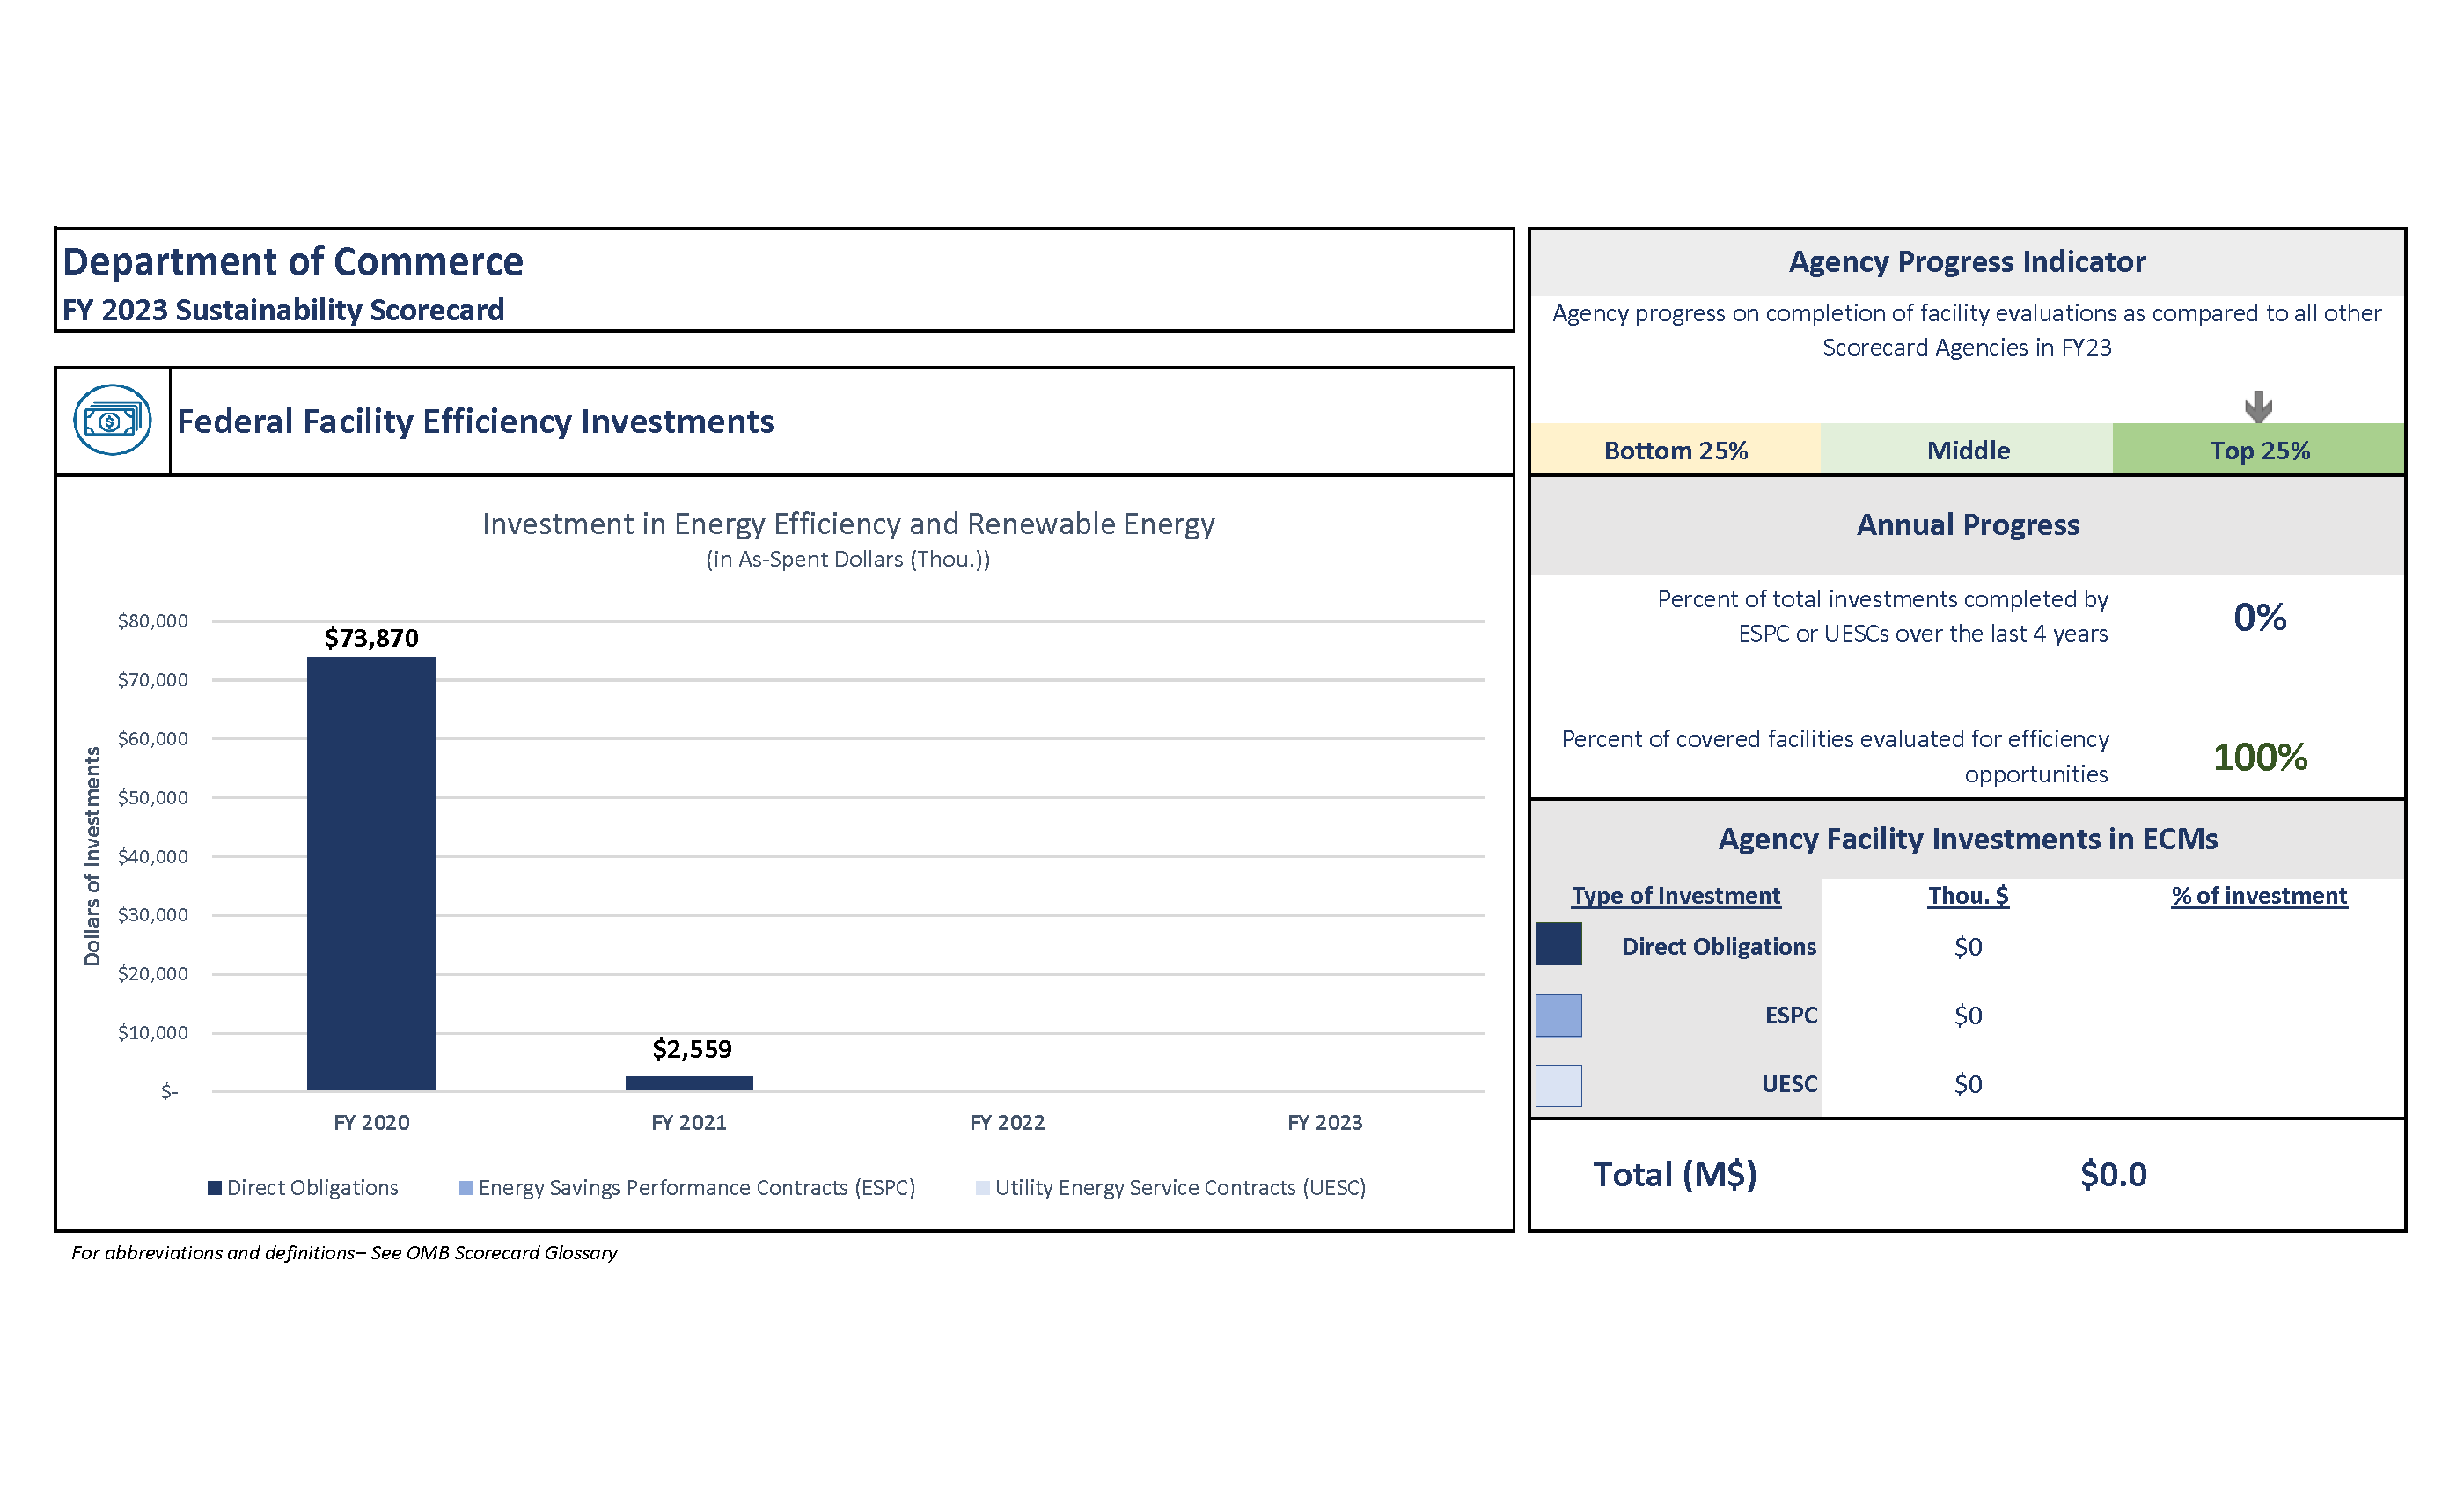 Department of Commerce
FY 2023 Sustainability Scorecard
Federal Facility Efficiency Investments
Investment in Energy Efficiency and Renewable Energy
(in As-Spent Dollars (Thou.))
Dollars of Investments
$80,000
$70,000
$60,000
$50,000
$40,000
$30,000
$20,000
$10,000
$-
$73,870
$2,559
FY 2020 FY 2021 FY 2022 FY 2023
Direct Obligations Energy Savings Performance Contracts (ESPC) Utility Energy Service Contracts (UESC)
For abbreviations and definitions– See OMB Scorecard Glossary
Agency Progress Indicator
Agency progress on completion of facility evaluations as compared to all other
Scorecard Agencies in FY23
Bottom 25% Middle Top 25%
Annual Progress
Percent of total investments completed by
ESPC or UESCs over the last 4 years
0%
Percent of covered facilities evaluated for efficiency
opportunities
100%
Agency Facility Investments in ECMs
Type of Investment Thou. $ % of investment
Direct Obligations $0
ESPC $0
UESC $0
Total (M$) $0.0